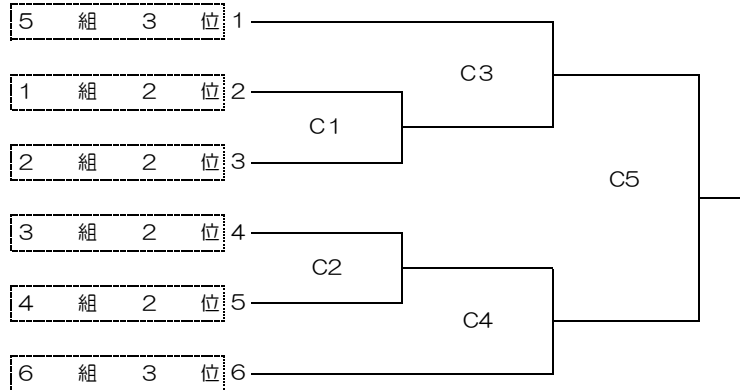 ５　組　３　位 1
C3
１　組　２　位 2
C1
２　組　２　位 3
C5
３　組　２　位 4
C2
４　組　２　位 5
C4
６　組　３　位 6